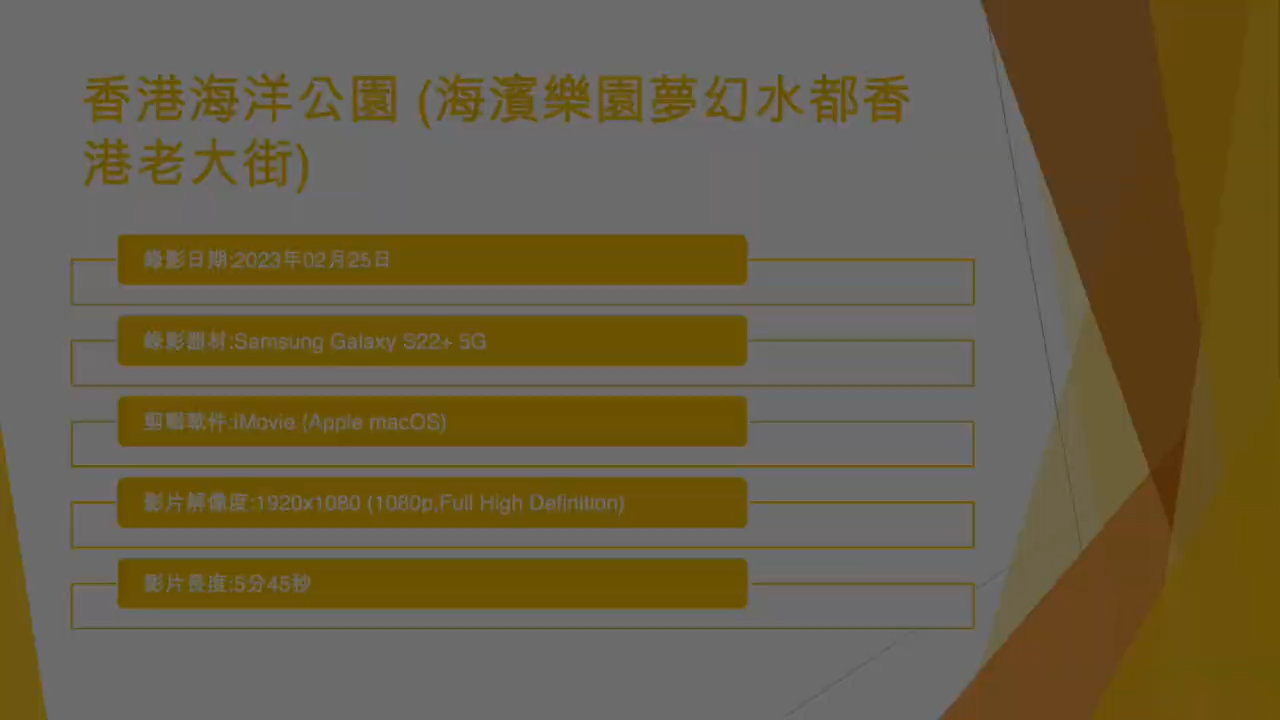 香港海洋公園 (海濱樂園夢幻水都香
港老大街)
錄影日期:2023年02月25日
錄影器材:Samsung Galaxy S22+ 5G
剪輯軟件:iMovie (Apple macOS)
影片解像度:1920x1080 (1080p,Full High Definition)
影片長度:5分45秒